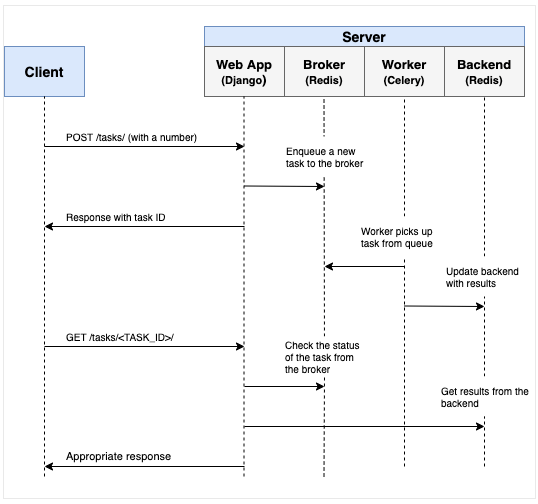 Server
Client
Web App
(Django)
Broker
(Redis)
Worker
(Celery)
Backend
(Redis)
POST /tasks/ (with a number)
Enqueue a new
task to the broker
Response with task ID
Worker picks up
task from queue
Update backend
with results
GET /tasks/<TASK_ID>/
Check the status
of the task from
the broker
Get results from the
backend
Appropriate response